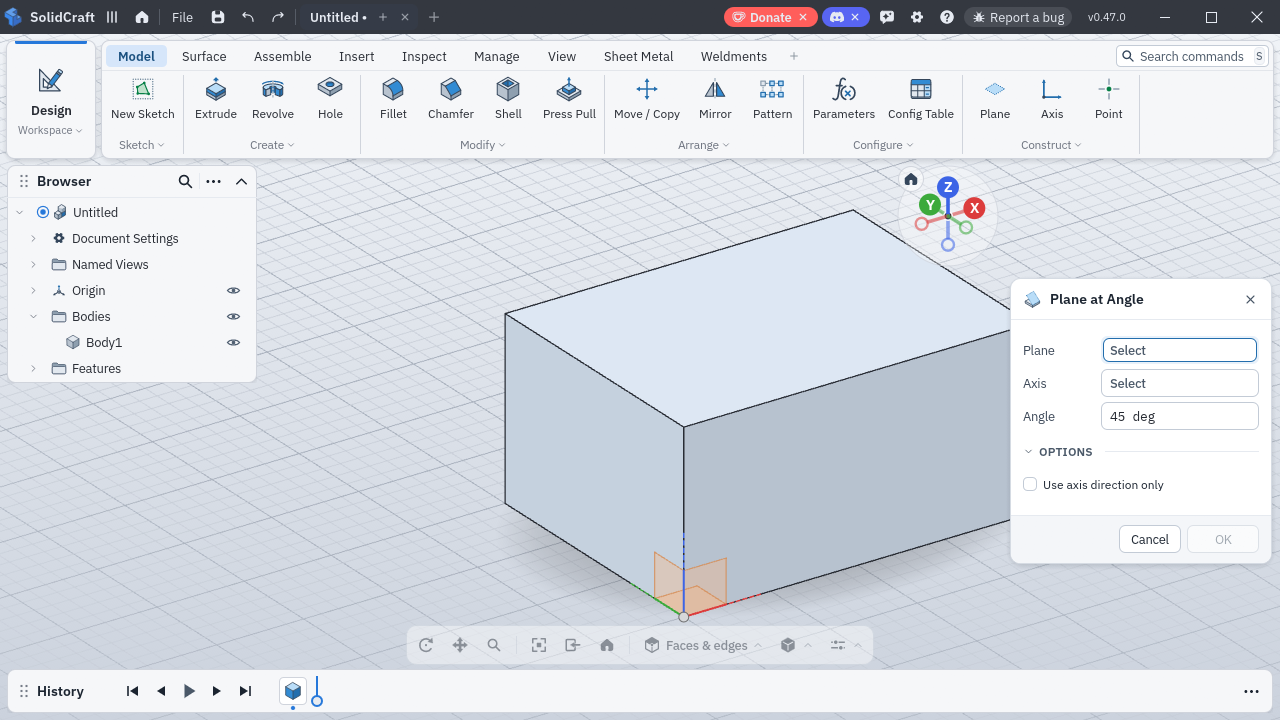 SolidCraft
File
Untitled •
Donate
Report a bug
v0.47.0
Design
Workspace
Model
Surface
Assemble
Insert
Inspect
Manage
View
Sheet Metal
Weldments
Search commands
S
New Sketch
Extrude
Revolve
Hole
Fillet
Chamfer
Shell
Press Pull
Move / Copy
Mirror
Pattern
Parameters
Config Table
Plane
Axis
Point
Sketch
Create
Modify
Arrange
Configure
Construct
Browser
Untitled
Document Settings
Named Views
Origin
Bodies
Body1
Features
Z
Y
X
Plane at Angle
Plane
Select
Axis
Select
Angle
45 deg
OPTIONS
Use axis direction only
Cancel
OK
Faces & edges
History